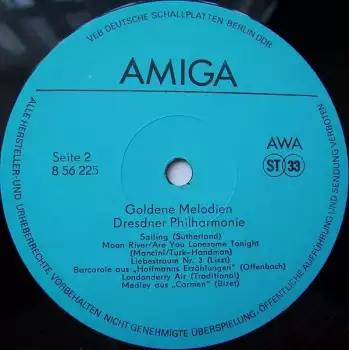 VEB DEUTSCHE SCHALLPLATTEN BERLIN DDR
AMIGA
AWA
Seite 2
8 56 225
ST 33
Goldene Melodien
Dresdner Philharmonie
Sailing (Sutherland)
Moon River/Are You Lonesome Tonight
(Mancini/Turk-Handman)
Liebestraum Nr. 3 (Liszt)
Barcarole aus „Hoffmanns Erzählungen" (Offenbach)
Londonderry Air (Traditional)
Medley aus „Carmen" (Bizet)
ALLE HERSTELLER- UND URHEBERRECHTE VORBEHALTEN NICHT GENEHMIGTE ÜBERSPIELUNG, ÖFFENTLICHE AUFFÜHRUNG UND SENDUNG VERBOTEN